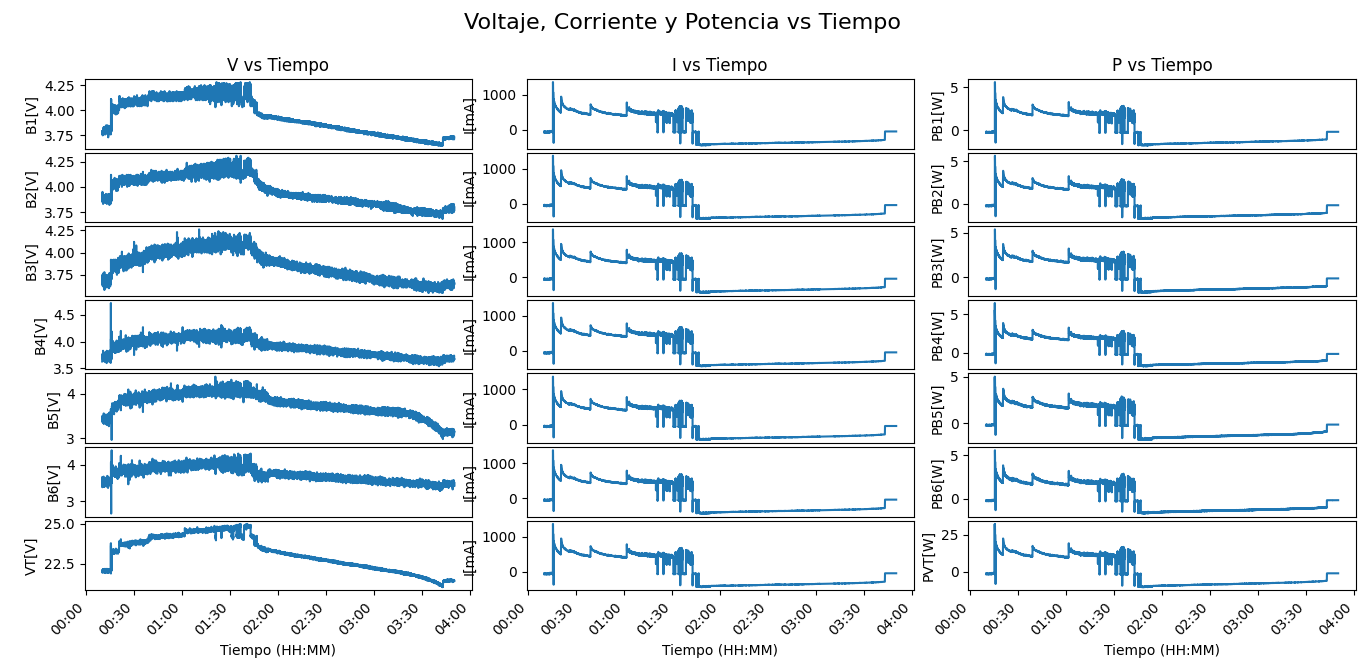 Voltaje, Corriente y Potencia vs Tiempo
V vs Tiempo I vs Tiempo P vs Tiempo
B1[V] 4.25 4.00 3.75 I[mA] 1000 0 PB1[W] 5 0
B2[V] 4.25 4.00 3.75 I[mA] 1000 0 PB2[W] 5 0
B3[V] 4.25 4.00 3.75 I[mA] 1000 0 PB3[W] 5 0
B4[V] 4.5 4.0 3.5 I[mA] 1000 0 PB4[W] 5 0
B5[V] 4 3 I[mA] 1000 0 PB5[W] 5 0
B6[V] 4 3 I[mA] 1000 0 PB6[W] 5 0
VT[V] 25.0 22.5 I[mA] 1000 0 PVT[W] 25 0
00:00 00:30 01:00 01:30 02:00 02:30 03:00 03:30 04:00 00:00 00:30 01:00 01:30 02:00 02:30 03:00 03:30 04:00 00:00 00:30 01:00 01:30 02:00 02:30 03:00 03:30 04:00
Tiempo (HH:MM) Tiempo (HH:MM) Tiempo (HH:MM)